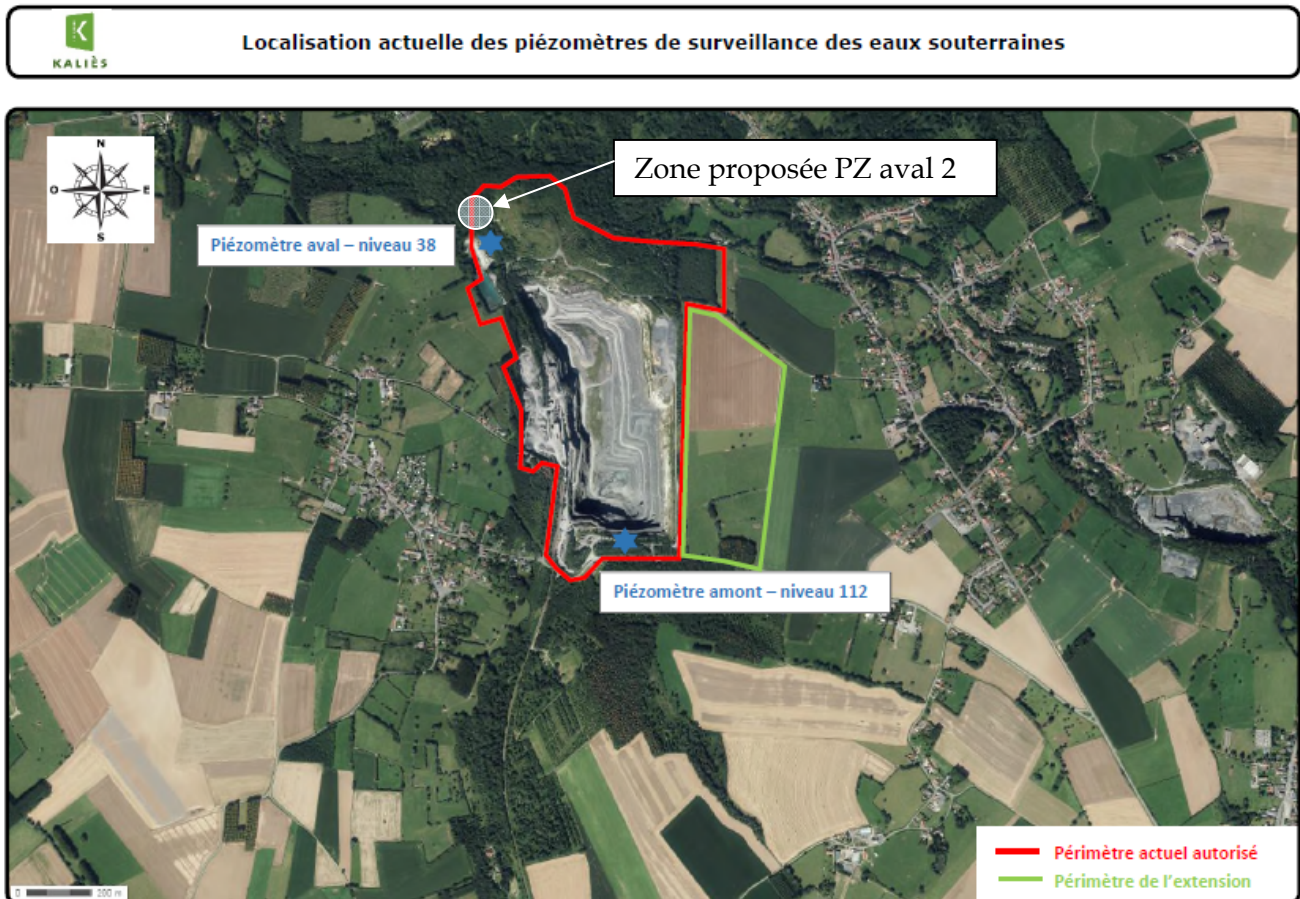 KALIÈS
Localisation actuelle des piézomètres de surveillance des eaux souterraines
N
O
E
S
Zone proposée PZ aval 2
Piézomètre aval – niveau 38
Piézomètre amont – niveau 112
Périmètre actuel autorisé
Périmètre de l'extension
0 200 m